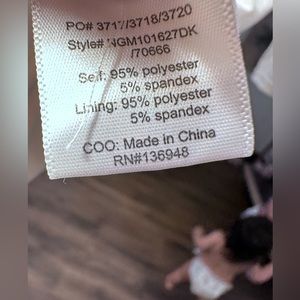 PO# 3717/3718/3720
Style# NGM101627DK
/70666
Self: 95% polyester
5% spandex
Lining: 95% polyester
5% spandex
COO: Made in China
RN#136948